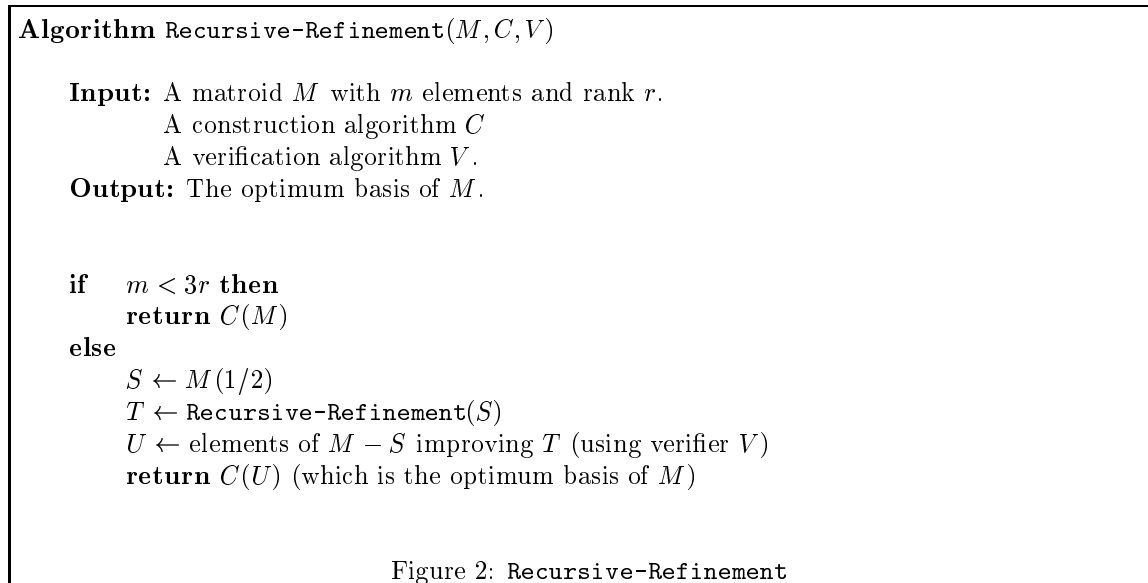 Algorithm Recursive-Refinement(M, C, V)
Input: A matroid M with m elements and rank r.
A construction algorithm C
A verification algorithm V.
Output: The optimum basis of M.
if m < 3r then
return C(M)
else
S ← M(1/2)
T ← Recursive-Refinement(S)
U ← elements of M − S improving T (using verifier V)
return C(U) (which is the optimum basis of M)
Figure 2: Recursive-Refinement